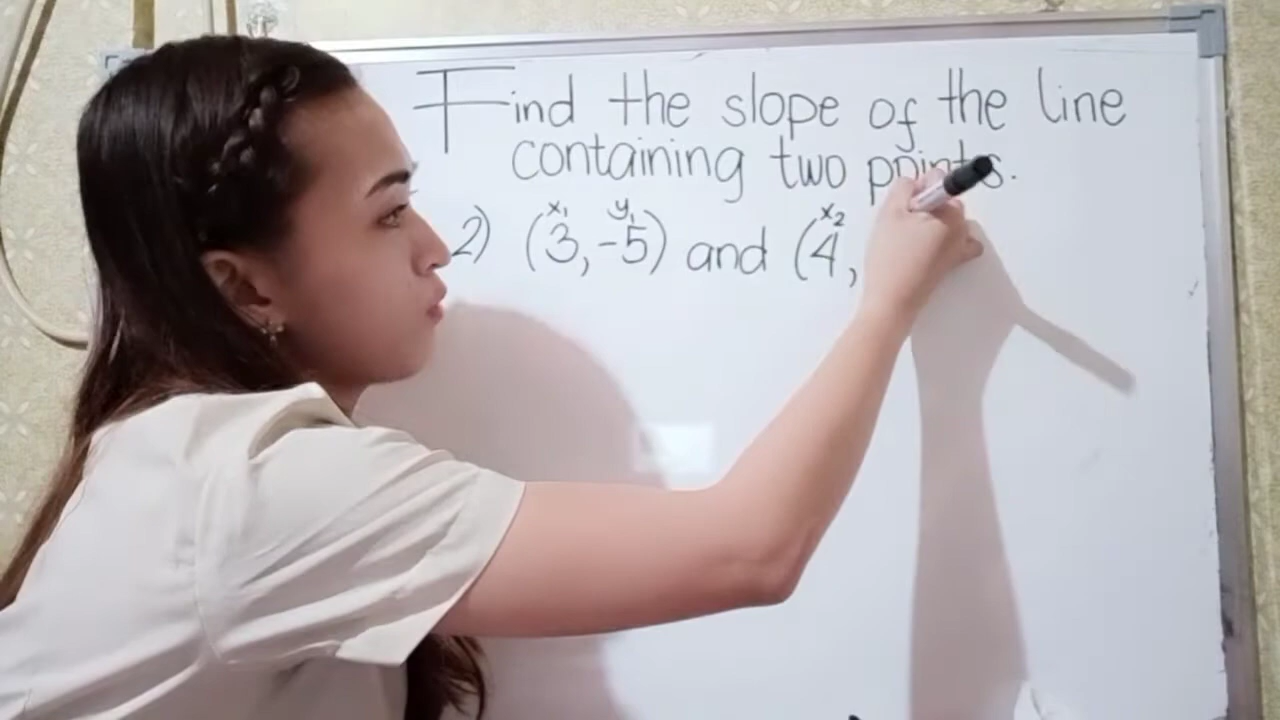 Find the slope of the line
containing two points.
x₁ y₁ x₂
2) (3,-5) and (4,